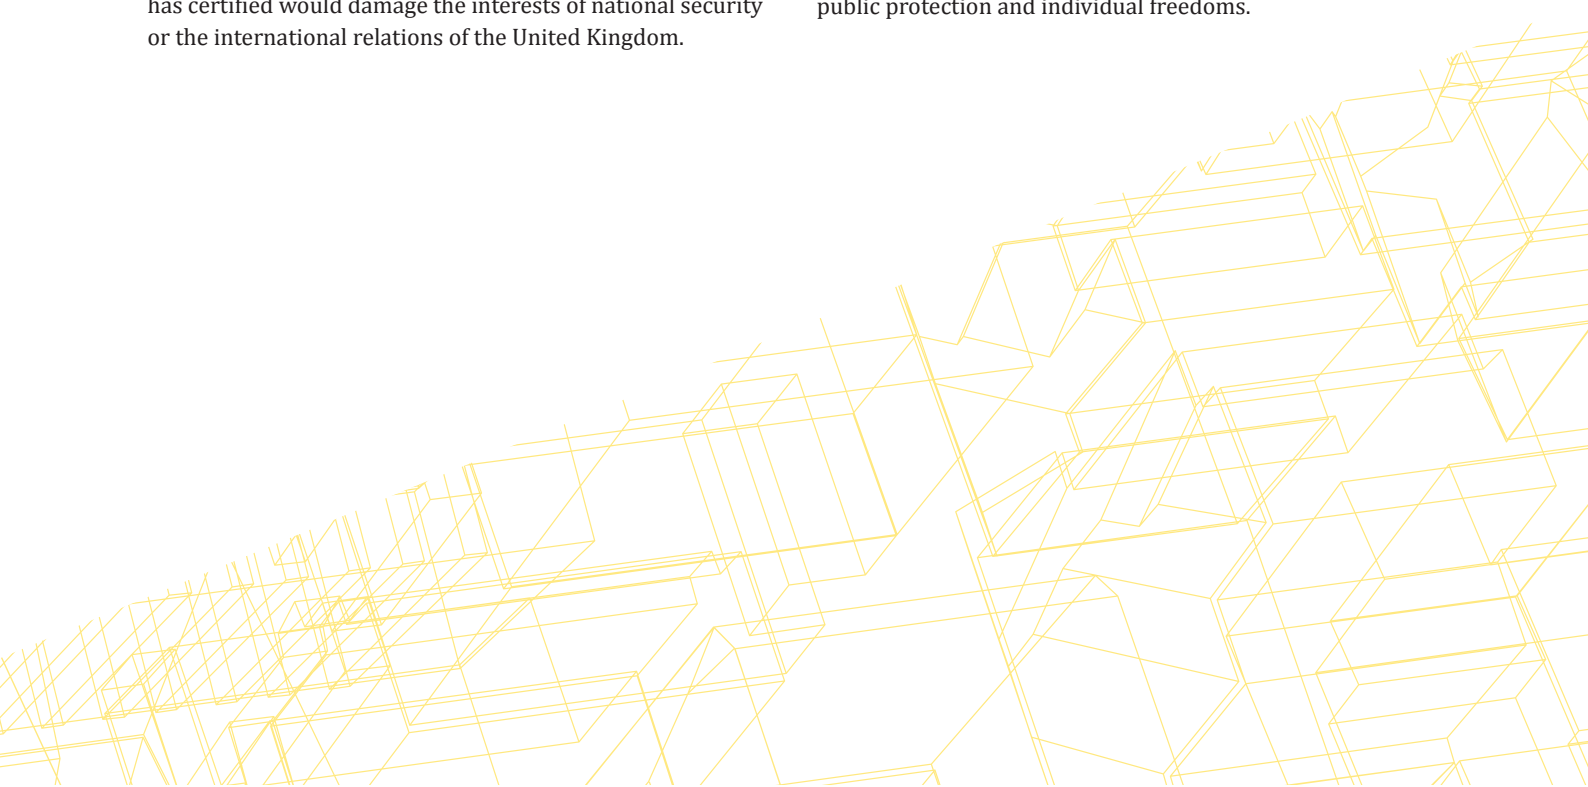 has certified would damage the interests of national security
or the international relations of the United Kingdom.
public protection and individual freedoms.